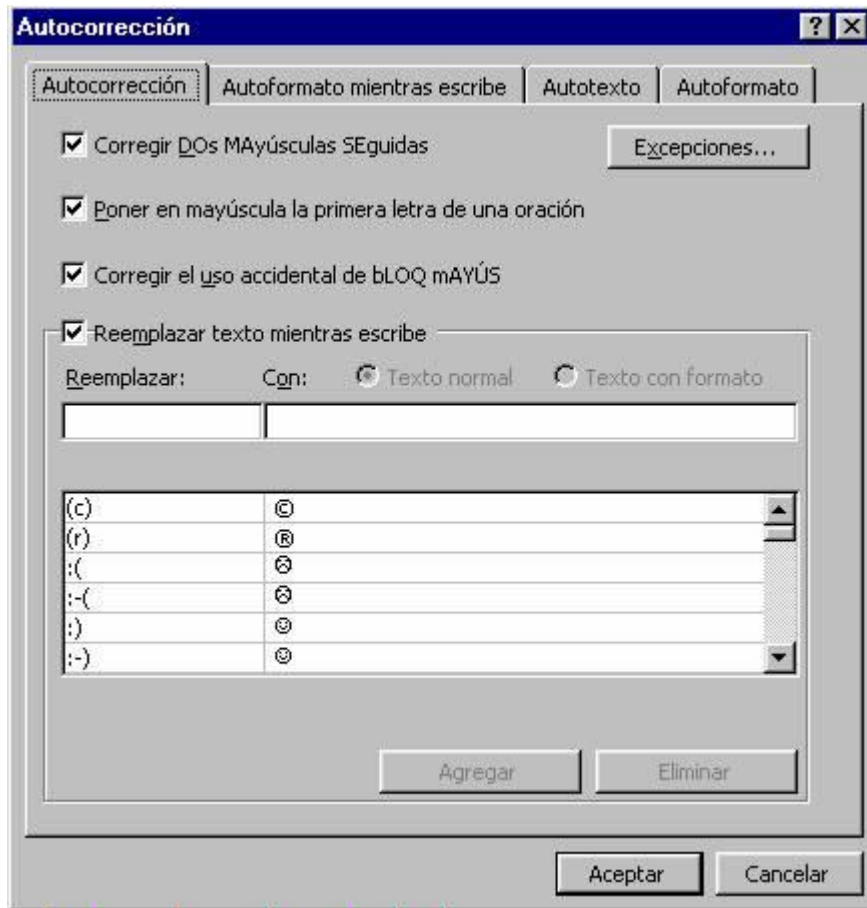 Autocorrección
Autocorrección Autoformato mientras escribe Autotexto Autoformato
Corregir DOs MAyúsculas SEguidas Excepciones...
Poner en mayúscula la primera letra de una oración
Corregir el uso accidental de bLOQ mAYÚS
Reemplazar texto mientras escribe
Reemplazar: Con: Texto normal Texto con formato
(c) ©
(r) ®
:( ☹
:-( ☹
:) ☺
:-) ☺
Agregar Eliminar
Aceptar Cancelar